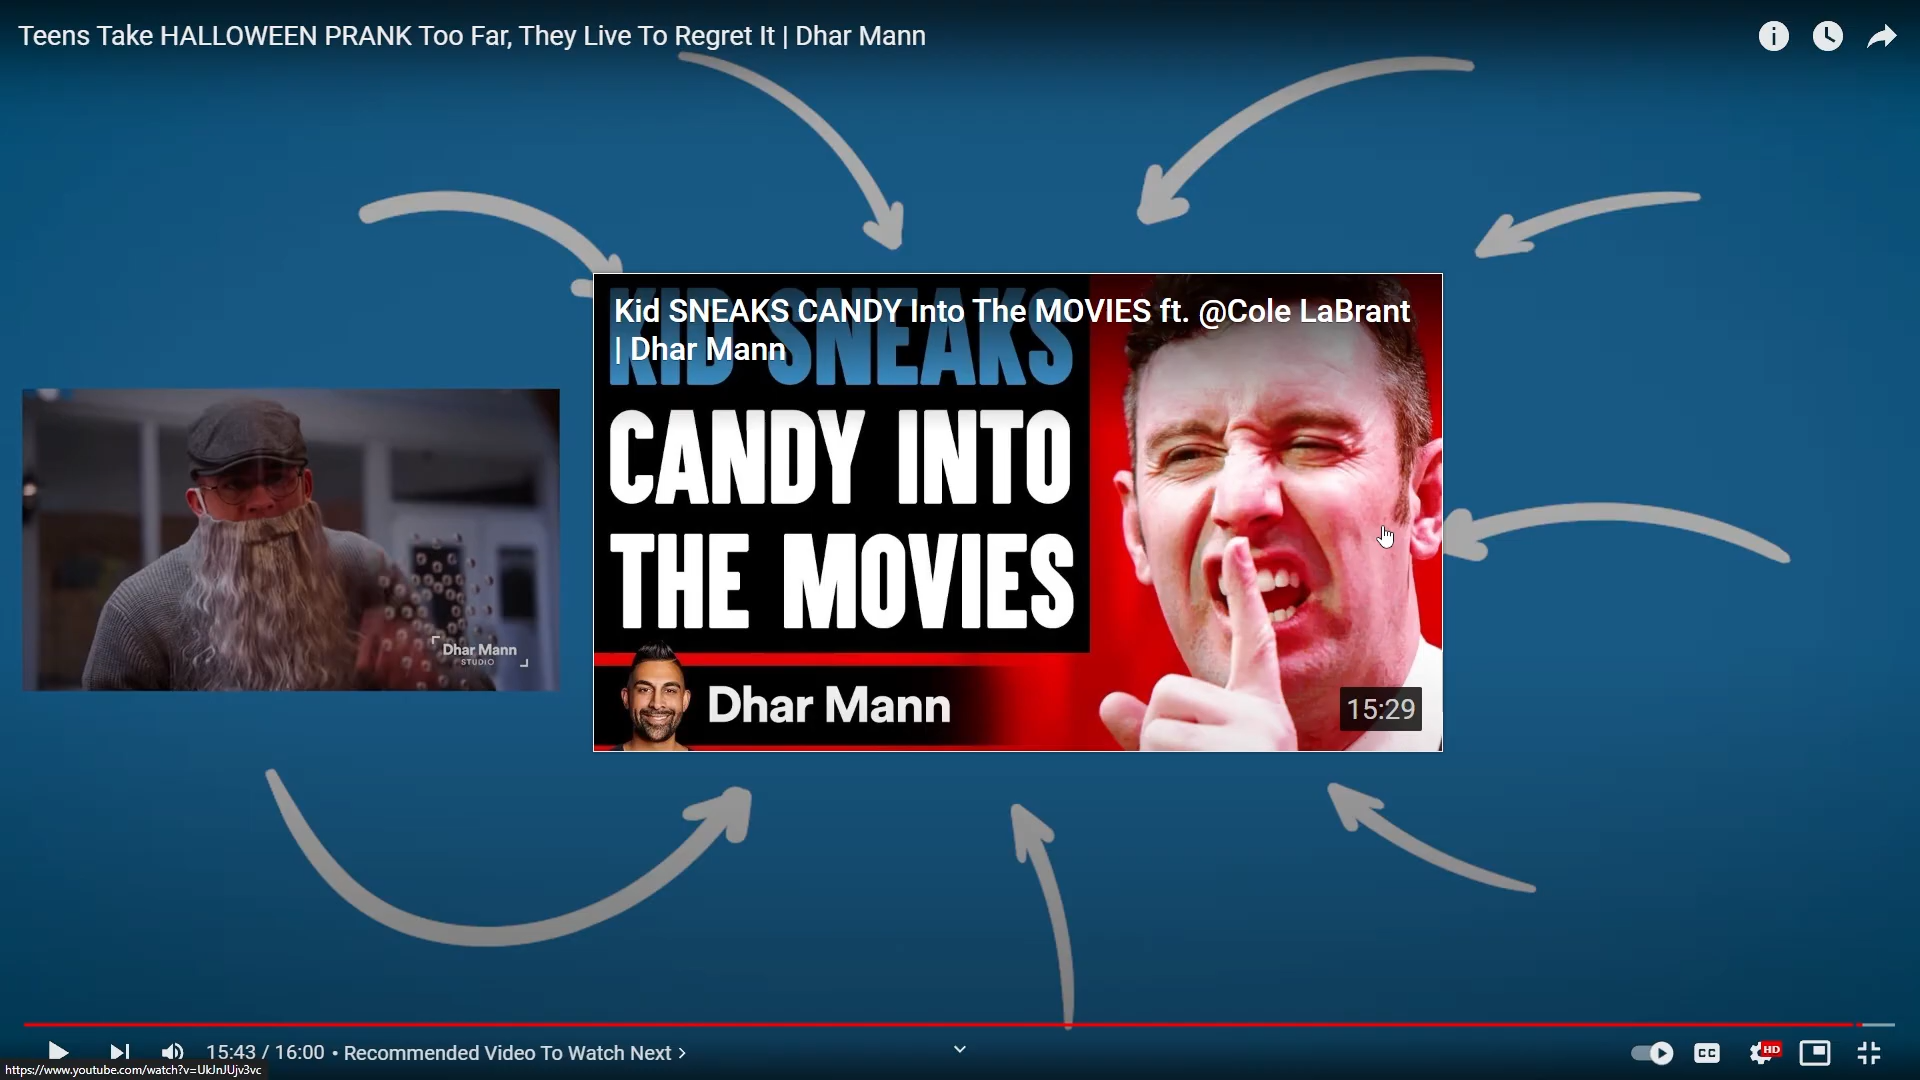 Teens Take HALLOWEEN PRANK Too Far, They Live To Regret It | Dhar Mann
Kid SNEAKS CANDY Into The MOVIES ft. @Cole LaBrant
| Dhar Mann
KID SNEAKS
CANDY INTO
THE MOVIES
Dhar Mann
STUDIO
Dhar Mann
15:29
15:43 / 16:00 • Recommended Video To Watch Next >
CC
HD
https://www.youtube.com/watch?v=UkJnJUjv3vc